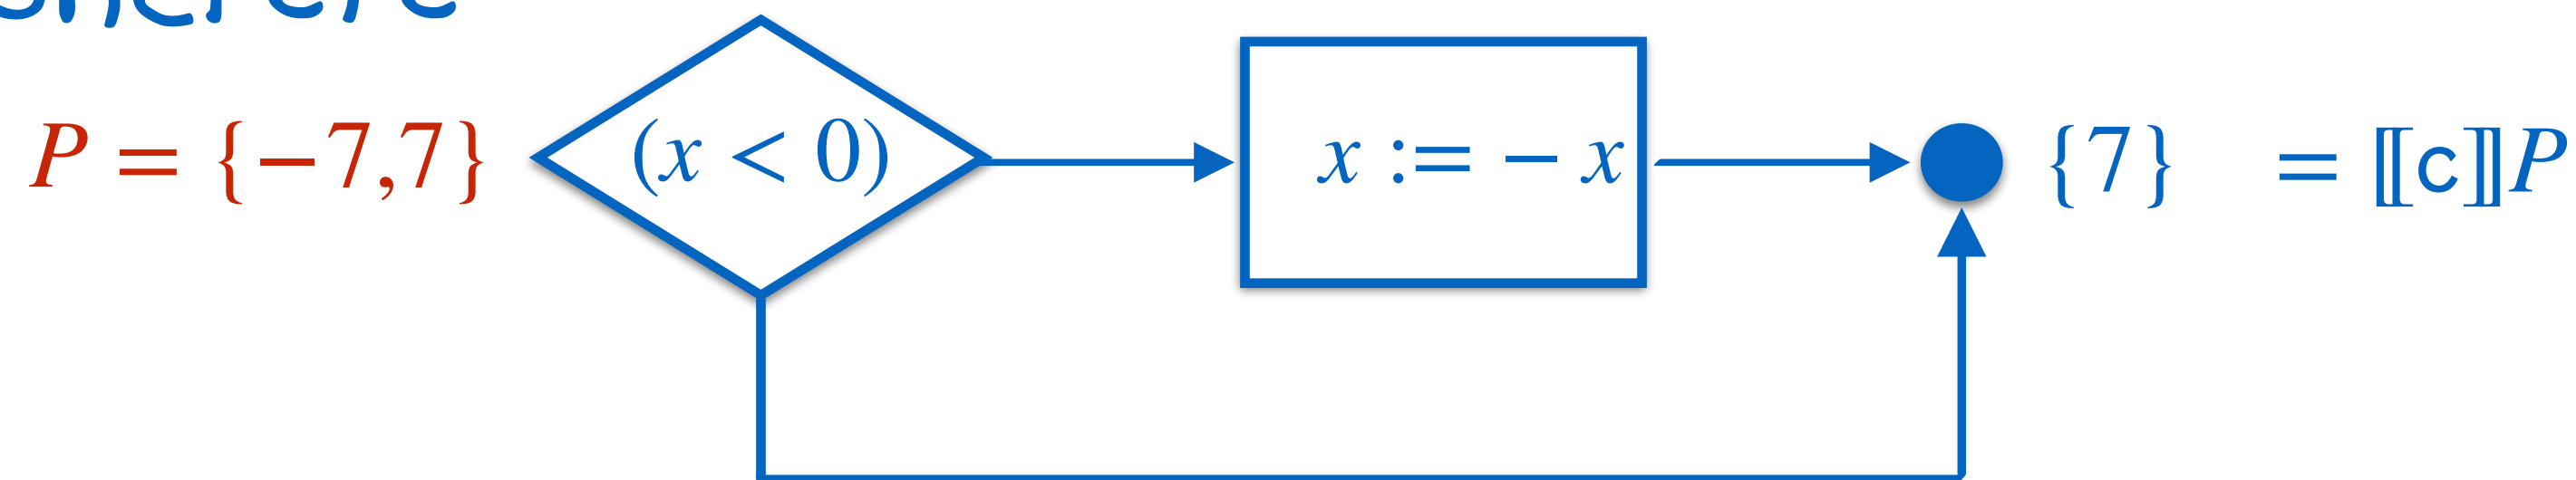 P = {−7,7} (x < 0) x := − x {7} = ⟦c⟧P